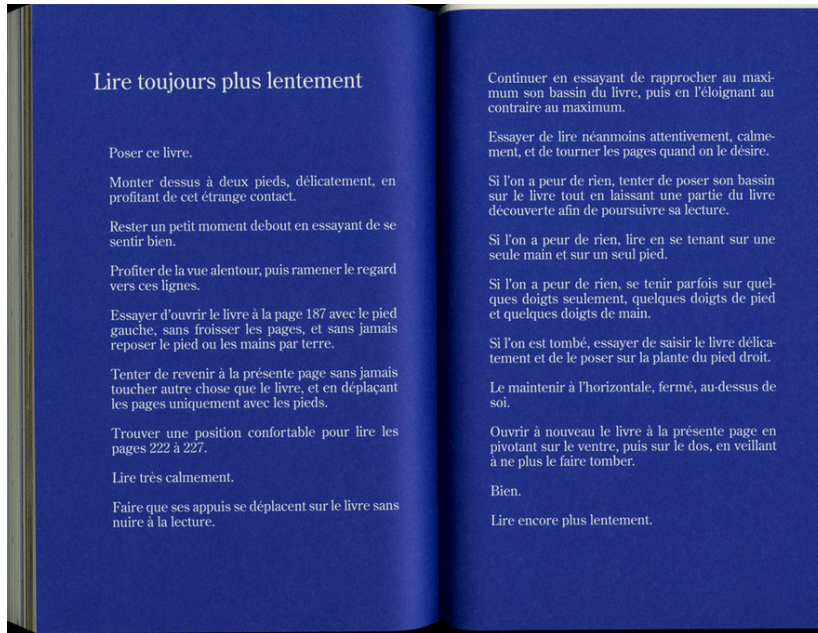 Lire toujours plus lentement
Poser ce livre.
Monter dessus à deux pieds, délicatement, en
profitant de cet étrange contact.
Rester un petit moment debout en essayant de se
sentir bien.
Profiter de la vue alentour, puis ramener le regard
vers ces lignes.
Essayer d'ouvrir le livre à la page 187 avec le pied
gauche, sans froisser les pages, et sans jamais
reposer le pied ou les mains par terre.
Tenter de revenir à la présente page sans jamais
toucher autre chose que le livre, et en déplaçant
les pages uniquement avec les pieds.
Trouver une position confortable pour lire les
pages 222 à 227.
Lire très calmement.
Faire que ses appuis se déplacent sur le livre sans
nuire à la lecture.
Continuer en essayant de rapprocher au maxi-
mum son bassin du livre, puis en l'éloignant au
contraire au maximum.
Essayer de lire néanmoins attentivement, calme-
ment, et de tourner les pages quand on le désire.
Si l'on a peur de rien, tenter de poser son bassin
sur le livre tout en laissant une partie du livre
découverte afin de poursuivre sa lecture.
Si l'on a peur de rien, lire en se tenant sur une
seule main et sur un seul pied.
Si l'on a peur de rien, se tenir parfois sur quel-
ques doigts seulement, quelques doigts de pied
et quelques doigts de main.
Si l'on est tombé, essayer de saisir le livre délica-
tement et de le poser sur la plante du pied droit.
Le maintenir à l'horizontale, fermé, au-dessus de
soi.
Ouvrir à nouveau le livre à la présente page en
pivotant sur le ventre, puis sur le dos, en veillant
à ne plus le faire tomber.
Bien.
Lire encore plus lentement.